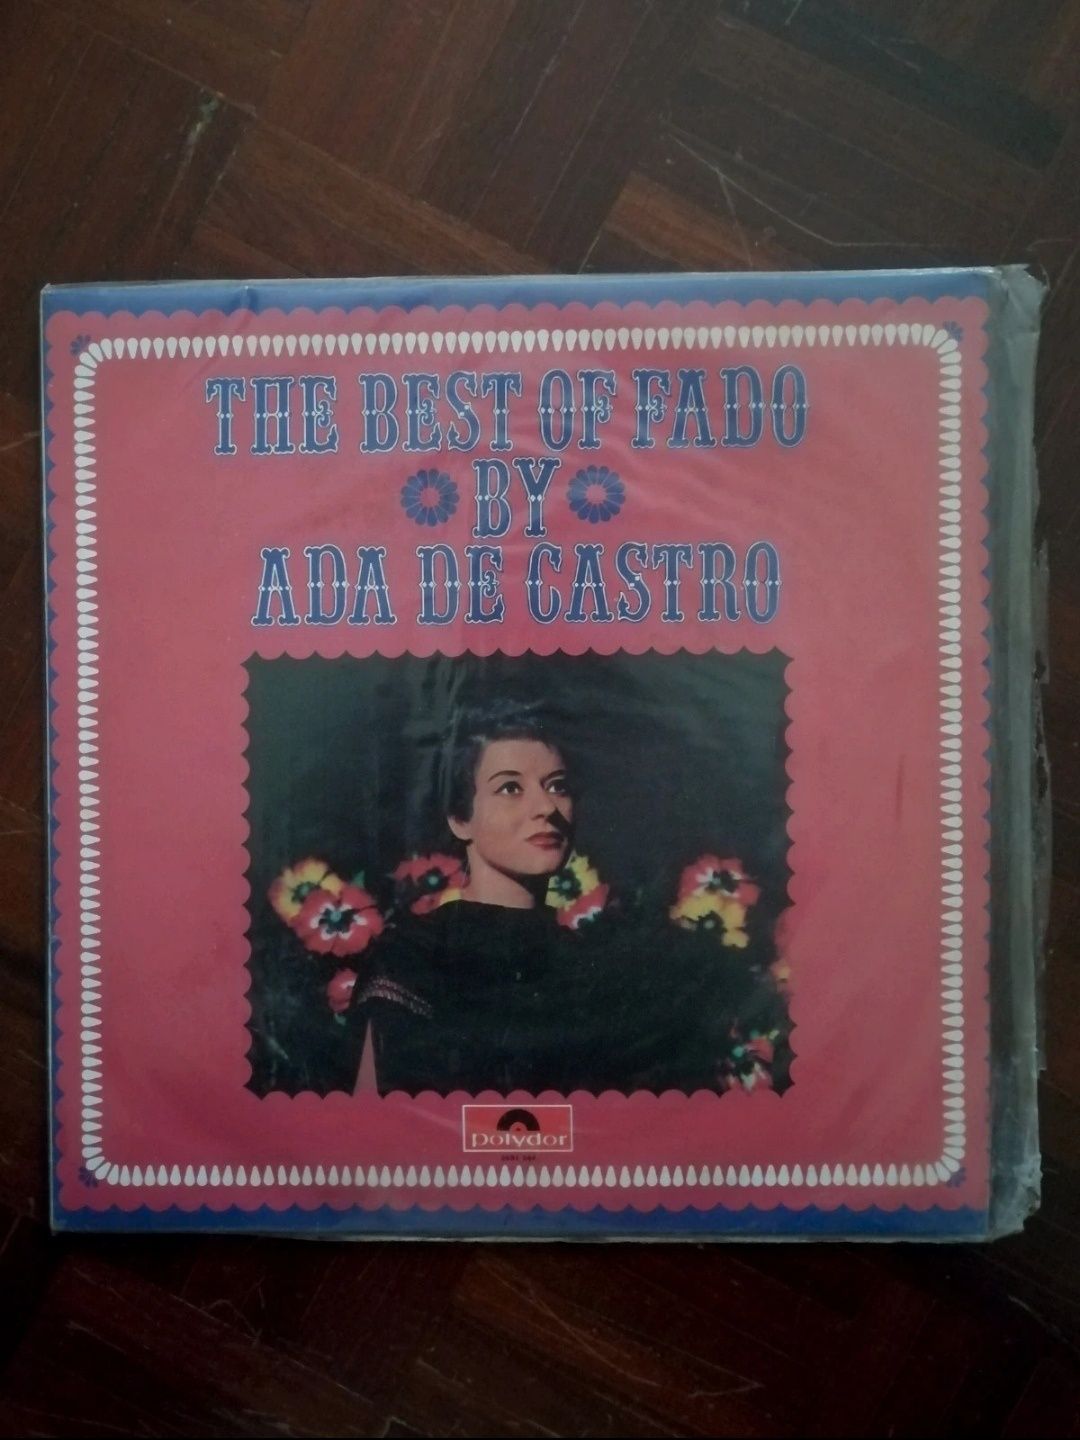 THE BEST OF FADO
BY
ADA DE CASTRO
polydor